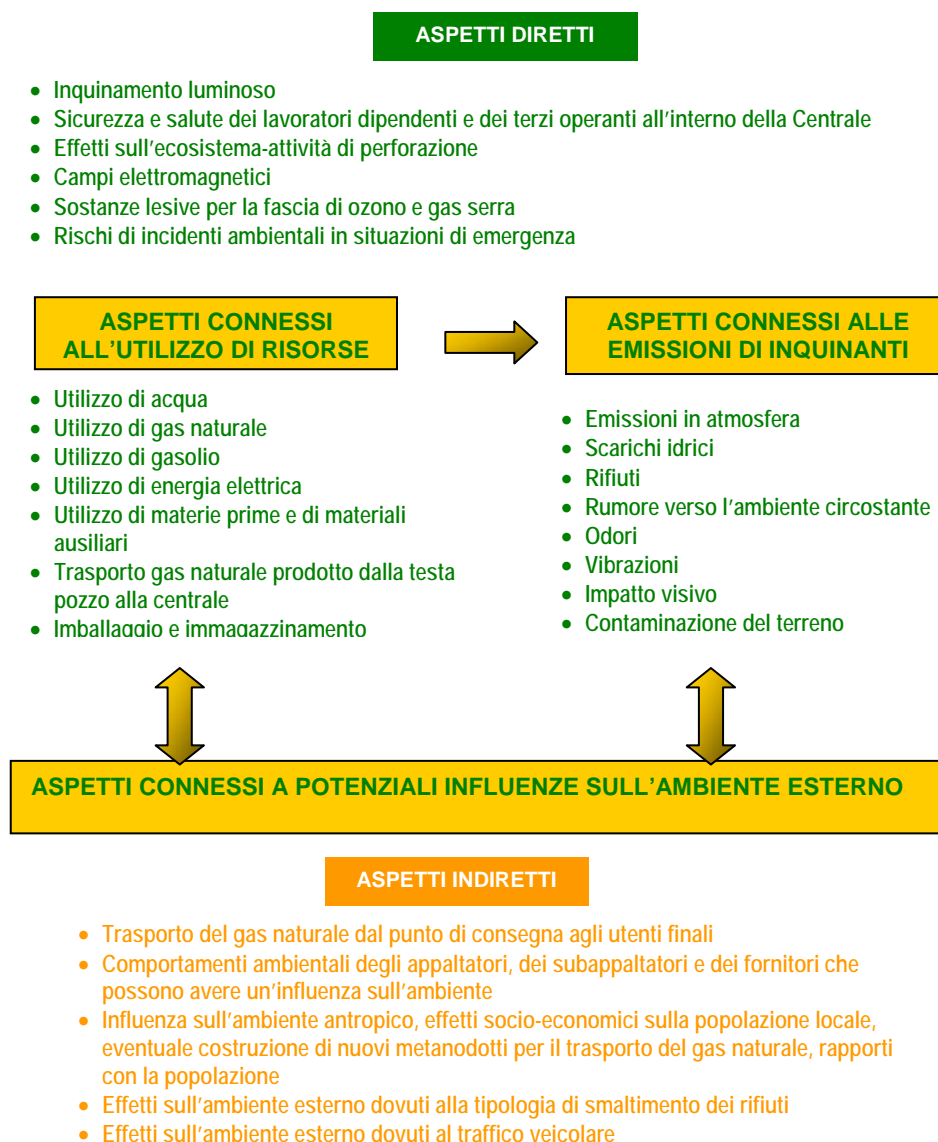 ASPETTI DIRETTI
• Inquinamento luminoso
• Sicurezza e salute dei lavoratori dipendenti e dei terzi operanti all'interno della Centrale
• Effetti sull'ecosistema-attività di perforazione
• Campi elettromagnetici
• Sostanze lesive per la fascia di ozono e gas serra
• Rischi di incidenti ambientali in situazioni di emergenza
ASPETTI CONNESSI
ALL'UTILIZZO DI RISORSE
• Utilizzo di acqua
• Utilizzo di gas naturale
• Utilizzo di gasolio
• Utilizzo di energia elettrica
• Utilizzo di materie prime e di materiali
ausiliari
• Trasporto gas naturale prodotto dalla testa
pozzo alla centrale
• Imballaggio e immagazzinamento
ASPETTI CONNESSI ALLE
EMISSIONI DI INQUINANTI
• Emissioni in atmosfera
• Scarichi idrici
• Rifiuti
• Rumore verso l'ambiente circostante
• Odori
• Vibrazioni
• Impatto visivo
• Contaminazione del terreno
ASPETTI CONNESSI A POTENZIALI INFLUENZE SULL'AMBIENTE ESTERNO
ASPETTI INDIRETTI
• Trasporto del gas naturale dal punto di consegna agli utenti finali
• Comportamenti ambientali degli appaltatori, dei subappaltatori e dei fornitori che
possono avere un'influenza sull'ambiente
• Influenza sull'ambiente antropico, effetti socio-economici sulla popolazione locale,
eventuale costruzione di nuovi metanodotti per il trasporto del gas naturale, rapporti
con la popolazione
• Effetti sull'ambiente esterno dovuti alla tipologia di smaltimento dei rifiuti
• Effetti sull'ambiente esterno dovuti al traffico veicolare